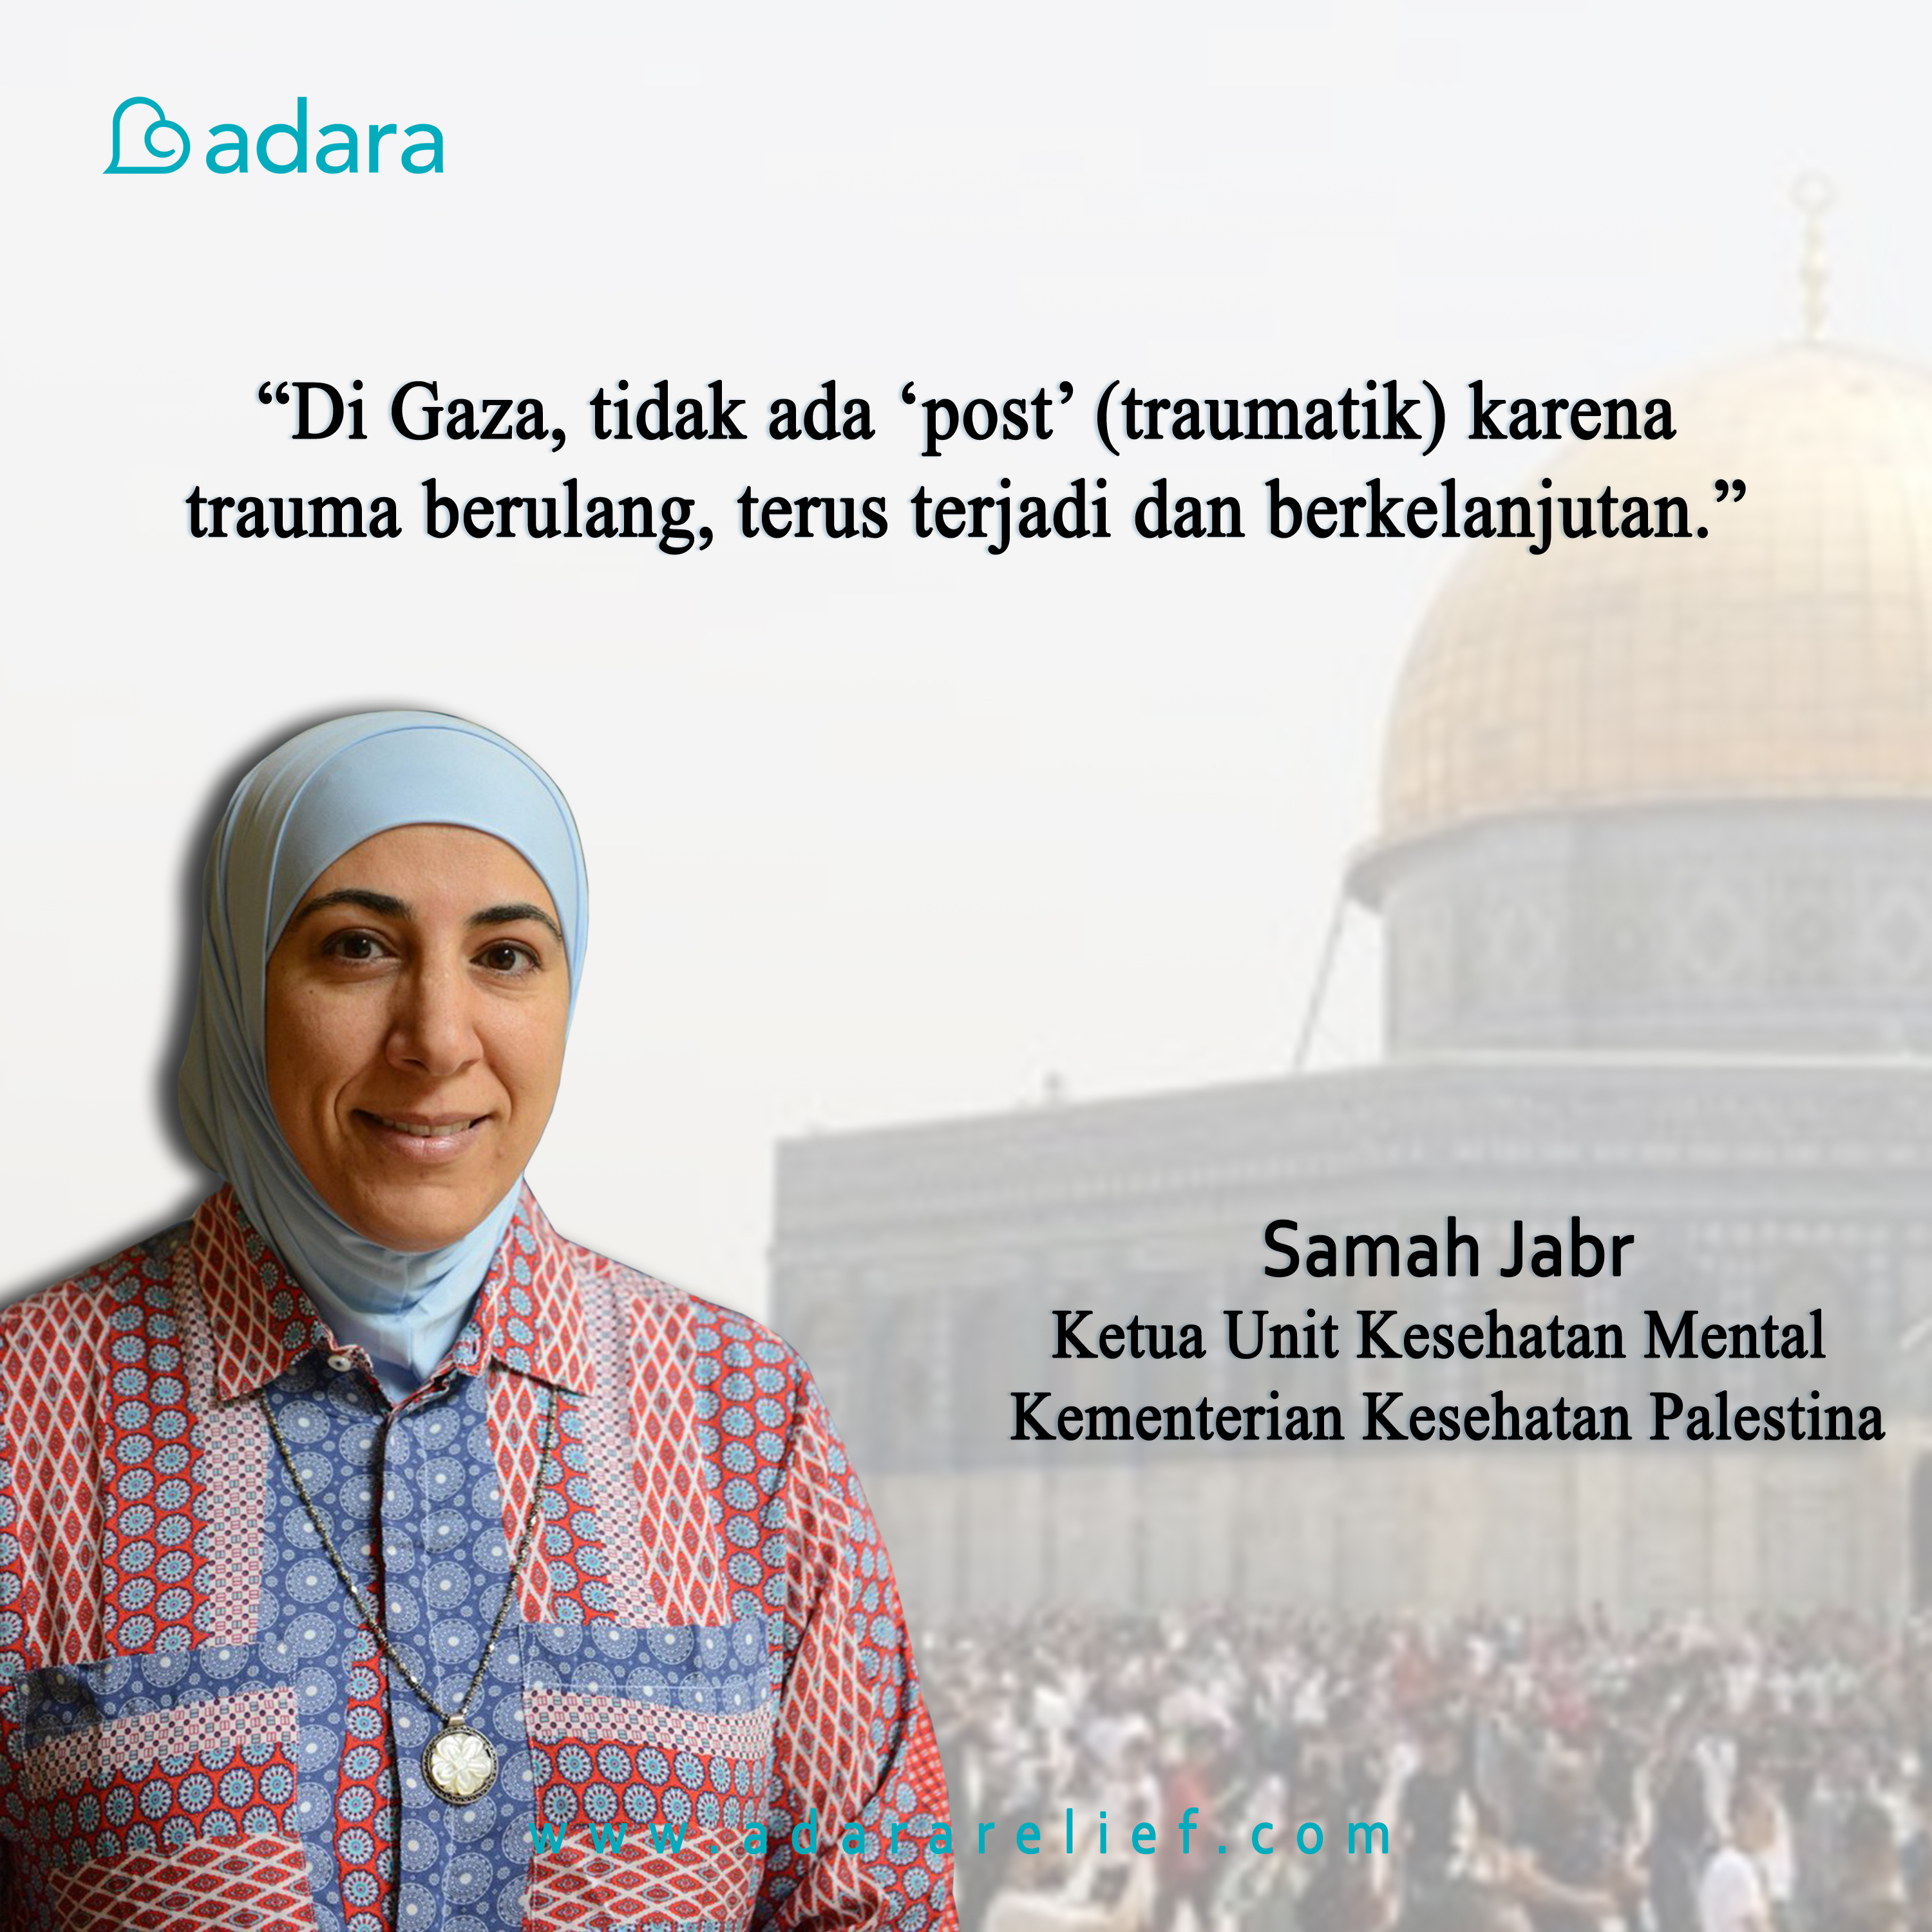 adara
“Di Gaza, tidak ada ‘post’ (traumatik) karena
trauma berulang, terus terjadi dan berkelanjutan.”
Samah Jabr
Ketua Unit Kesehatan Mental
Kementerian Kesehatan Palestina
www.adararelief.com